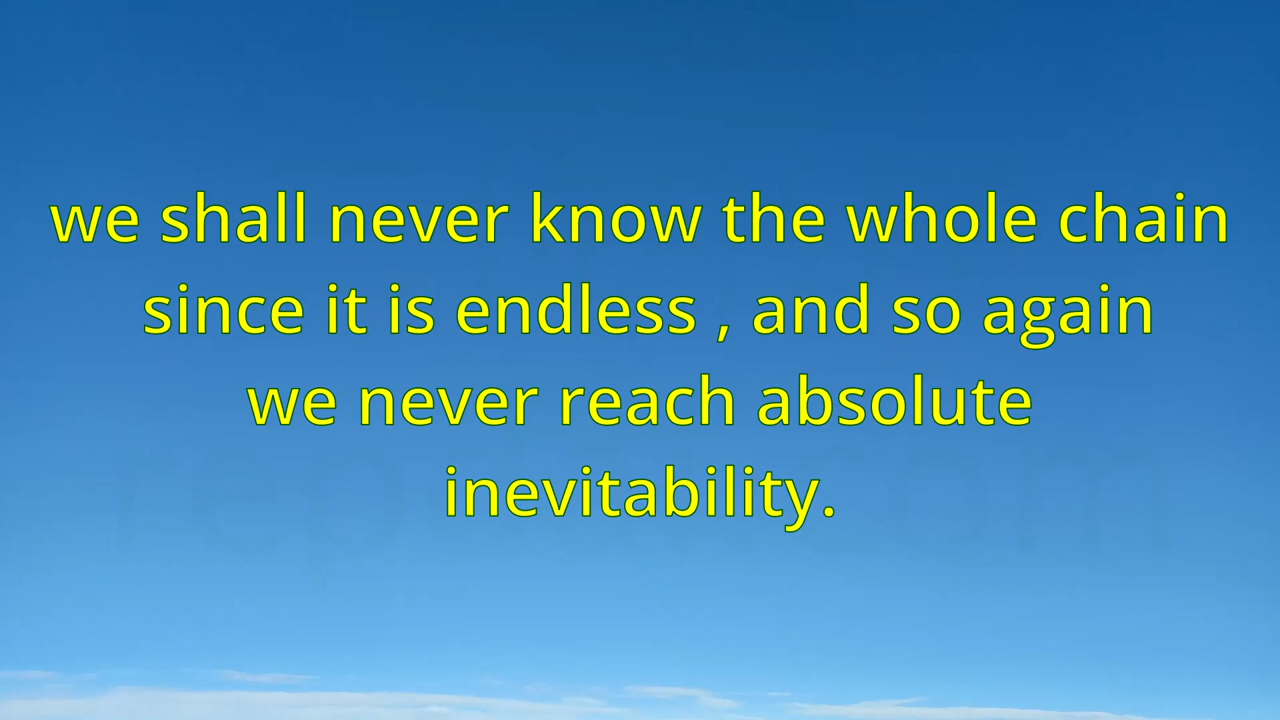 we shall never know the whole chain
since it is endless , and so again
we never reach absolute
inevitability.